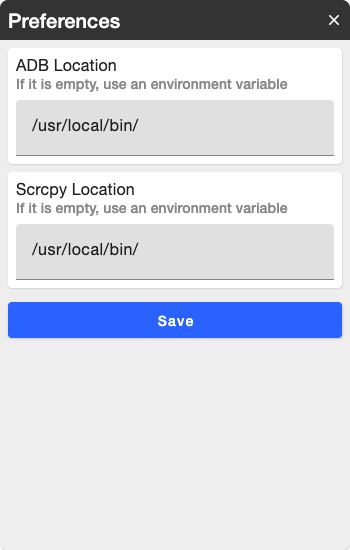 Preferences
ADB Location
If it is empty, use an environment variable
/usr/local/bin/
Scrcpy Location
If it is empty, use an environment variable
/usr/local/bin/
Save